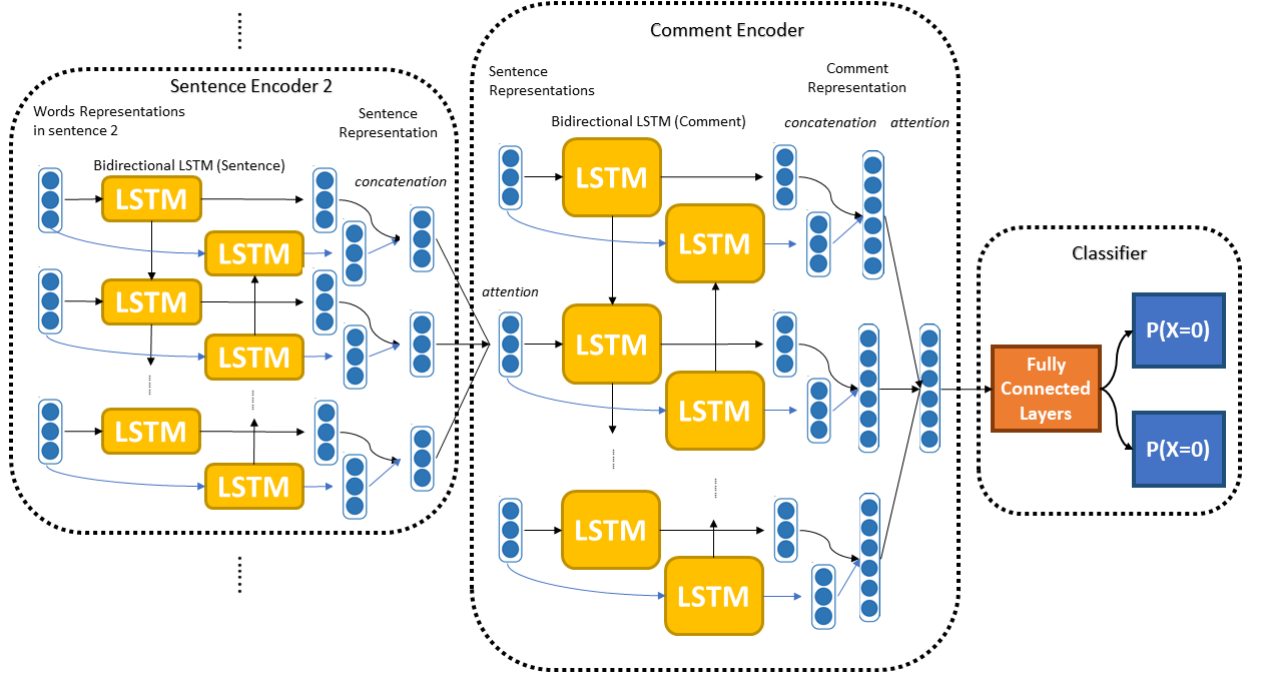 Sentence Encoder 2
Words Representations
in sentence 2
Sentence
Representation
Bidirectional LSTM (Sentence)
concatenation
LSTM
LSTM
LSTM
LSTM
LSTM
LSTM
attention
Comment Encoder
Sentence
Representations
Comment
Representation
Bidirectional LSTM (Comment)
concatenation
attention
LSTM
LSTM
LSTM
LSTM
LSTM
LSTM
Classifier
Fully
Connected
Layers
P(X=0)
P(X=0)